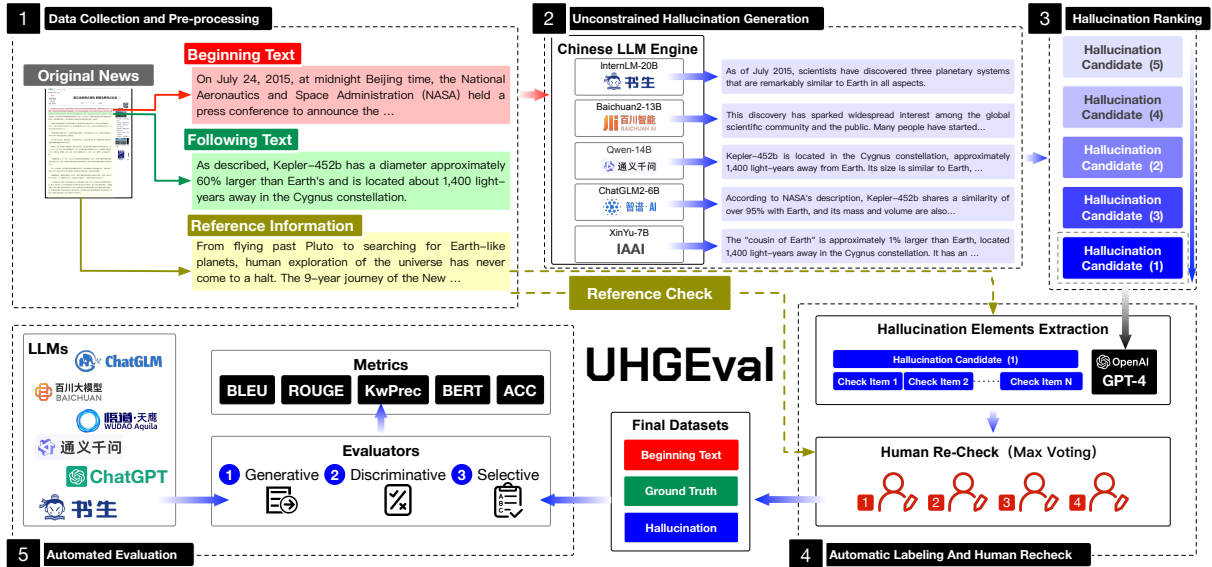 1 Data Collection and Pre-processing
Original News
Beginning Text
On July 24, 2015, at midnight Beijing time, the National
Aeronautics and Space Administration (NASA) held a
press conference to announce the ...
Following Text
As described, Kepler–452b has a diameter approximately
60% larger than Earth's and is located about 1,400 light–
years away in the Cygnus constellation.
Reference Information
From flying past Pluto to searching for Earth–like
planets, human exploration of the universe has never
come to a halt. The 9–year journey of the New ...
2 Unconstrained Hallucination Generation
Chinese LLM Engine
InternLM-20B
书生
Baichuan2-13B
百川智能
BAICHUAN AI
Qwen-14B
通义千问
ChatGLM2-6B
智谱·AI
XinYu-7B
IAAI
As of July 2015, scientists have discovered three planetary systems
that are remarkably similar to Earth in all aspects.
This discovery has sparked widespread interest among the global
scientific community and the public. Many people have started...
Kepler–452b is located in the Cygnus constellation, approximately
1,400 light–years away from Earth. Its size is similar to Earth, ...
According to NASA's description, Kepler–452b shares a similarity of
over 95% with Earth, and its mass and volume are also...
The "cousin of Earth" is approximately 1% larger than Earth, located
1,400 light–years away in the Cygnus constellation. It has an ...
3 Hallucination Ranking
Hallucination
Candidate (5)
Hallucination
Candidate (4)
Hallucination
Candidate (2)
Hallucination
Candidate (3)
Hallucination
Candidate (1)
Reference Check
Hallucination Elements Extraction
Hallucination Candidate (1)
Check Item 1
Check Item 2
......
Check Item N
OpenAI
GPT-4
Human Re-Check (Max Voting)
1
2
3
4
4 Automatic Labeling And Human Recheck
UHGEval
Final Datasets
Beginning Text
Ground Truth
Hallucination
LLMs
ChatGLM
百川大模型
BAICHUAN
悟道·天鹰
WUDAO Aquila
通义千问
ChatGPT
书生
Metrics
BLEU ROUGE KwPrec BERT ACC
Evaluators
1 Generative 2 Discriminative 3 Selective
A
B
C
5 Automated Evaluation